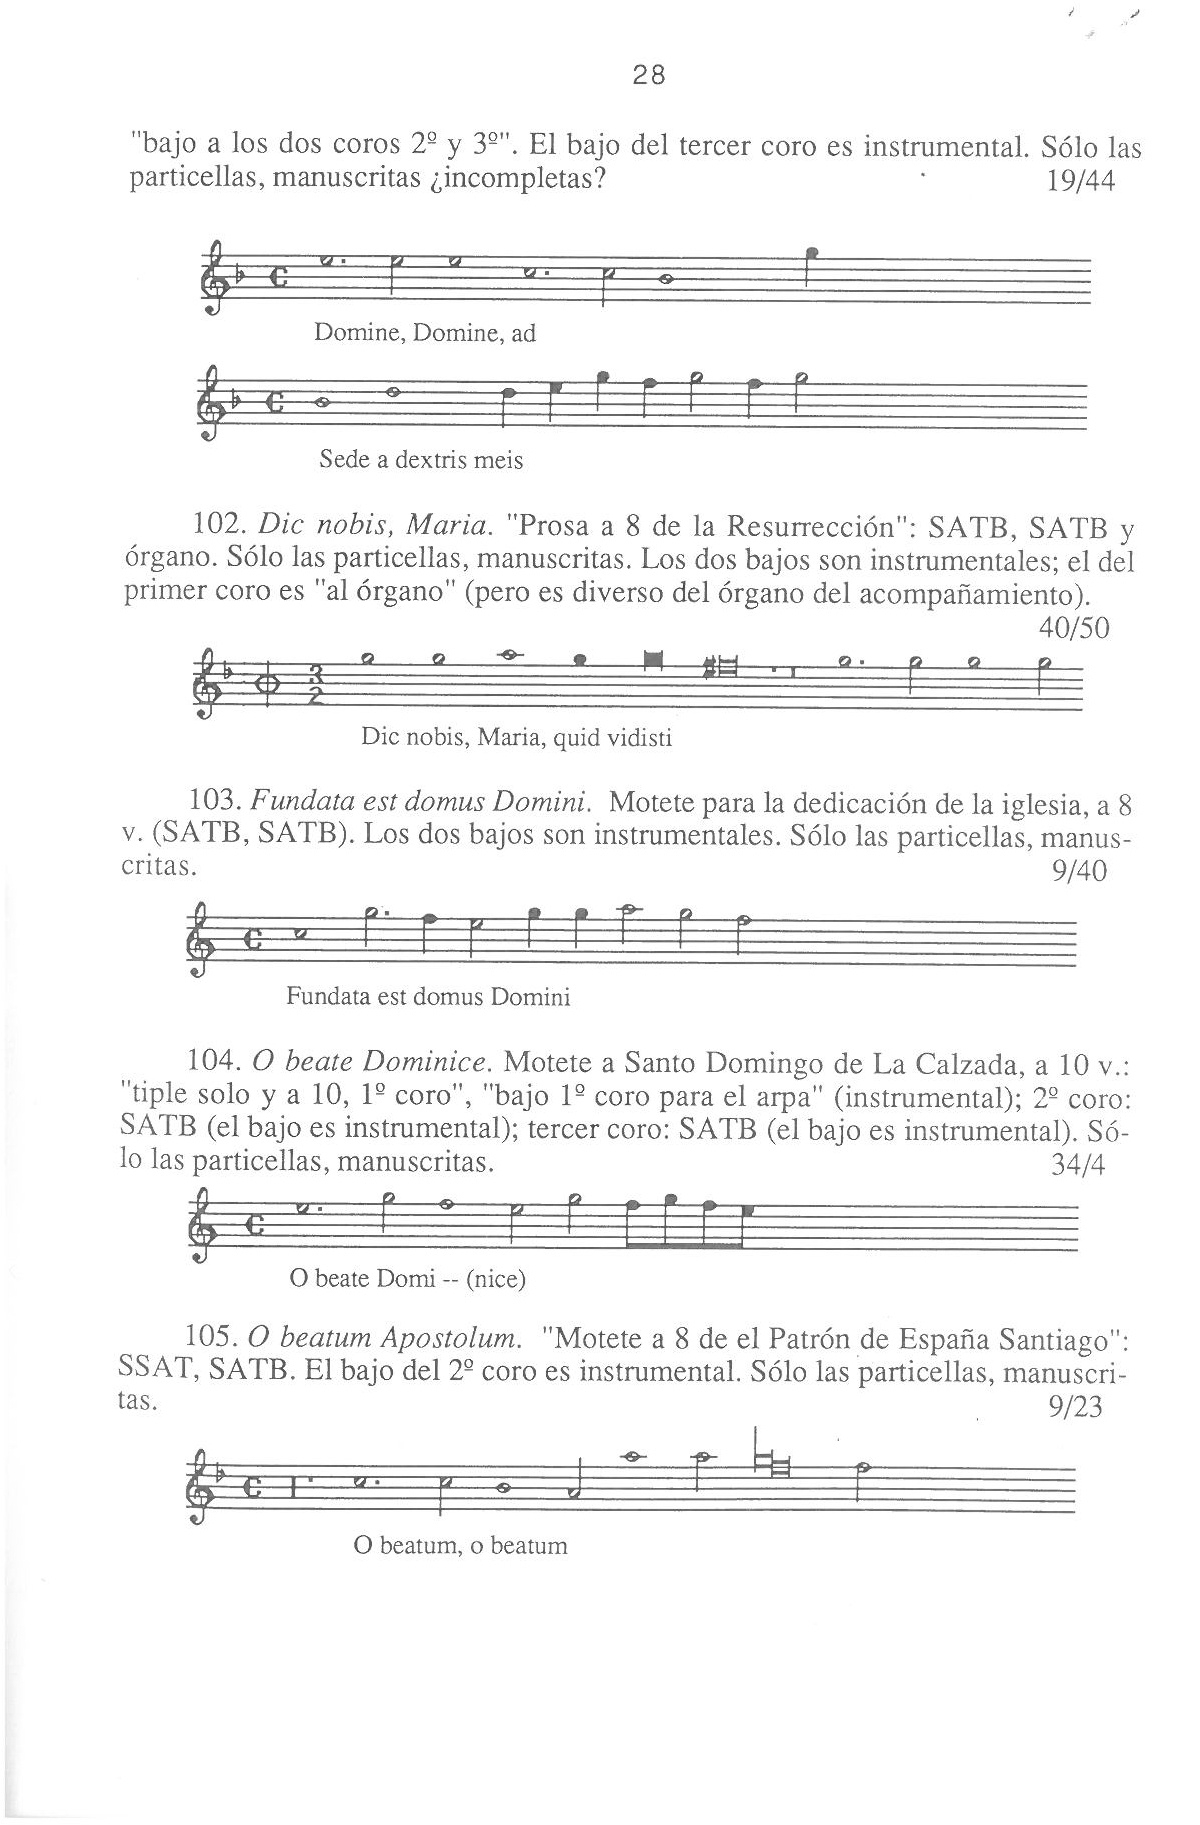 28
"bajo a los dos coros 2º y 3º". El bajo del tercer coro es instrumental. Sólo las
particellas, manuscritas ¿incompletas? 19/44
Domine, Domine, ad
Sede a dextris meis
102. Dic nobis, Maria. "Prosa a 8 de la Resurrección": SATB, SATB y
órgano. Sólo las particellas, manuscritas. Los dos bajos son instrumentales; el del
primer coro es "al órgano" (pero es diverso del órgano del acompañamiento).
40/50
3
2
Dic nobis, Maria, quid vidisti
103. Fundata est domus Domini. Motete para la dedicación de la iglesia, a 8
v. (SATB, SATB). Los dos bajos son instrumentales. Sólo las particellas, manus-
critas. 9/40
Fundata est domus Domini
104. O beate Dominice. Motete a Santo Domingo de La Calzada, a 10 v.:
"tiple solo y a 10, 1º coro", "bajo 1º coro para el arpa" (instrumental); 2º coro:
SATB (el bajo es instrumental); tercer coro: SATB (el bajo es instrumental). Só-
lo las particellas, manuscritas. 34/4
O beate Domi -- (nice)
105. O beatum Apostolum. "Motete a 8 de el Patrón de España Santiago":
SSAT, SATB. El bajo del 2º coro es instrumental. Sólo las particellas, manuscri-
tas. 9/23
O beatum, o beatum